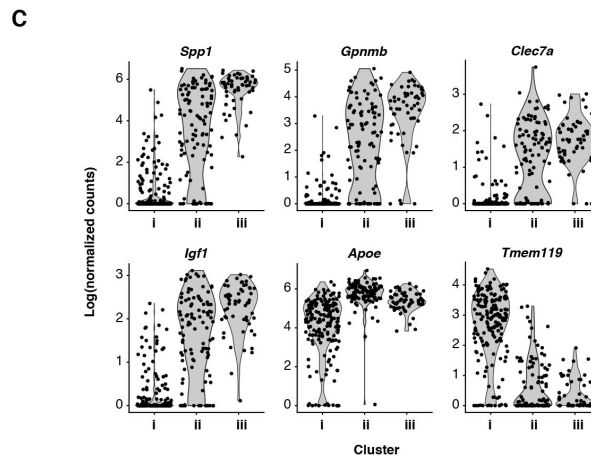 C
Spp1 Gpnmb Clec7a
6 4 2 0
5 4 3 2 1 0
3 2 1 0
i ii iii i ii iii i ii iii
Log(normalized counts)
Igf1 Apoe Tmem119
3 2 1 0
6 4 2 0
4 3 2 1 0
i ii iii i ii iii i ii iii
Cluster